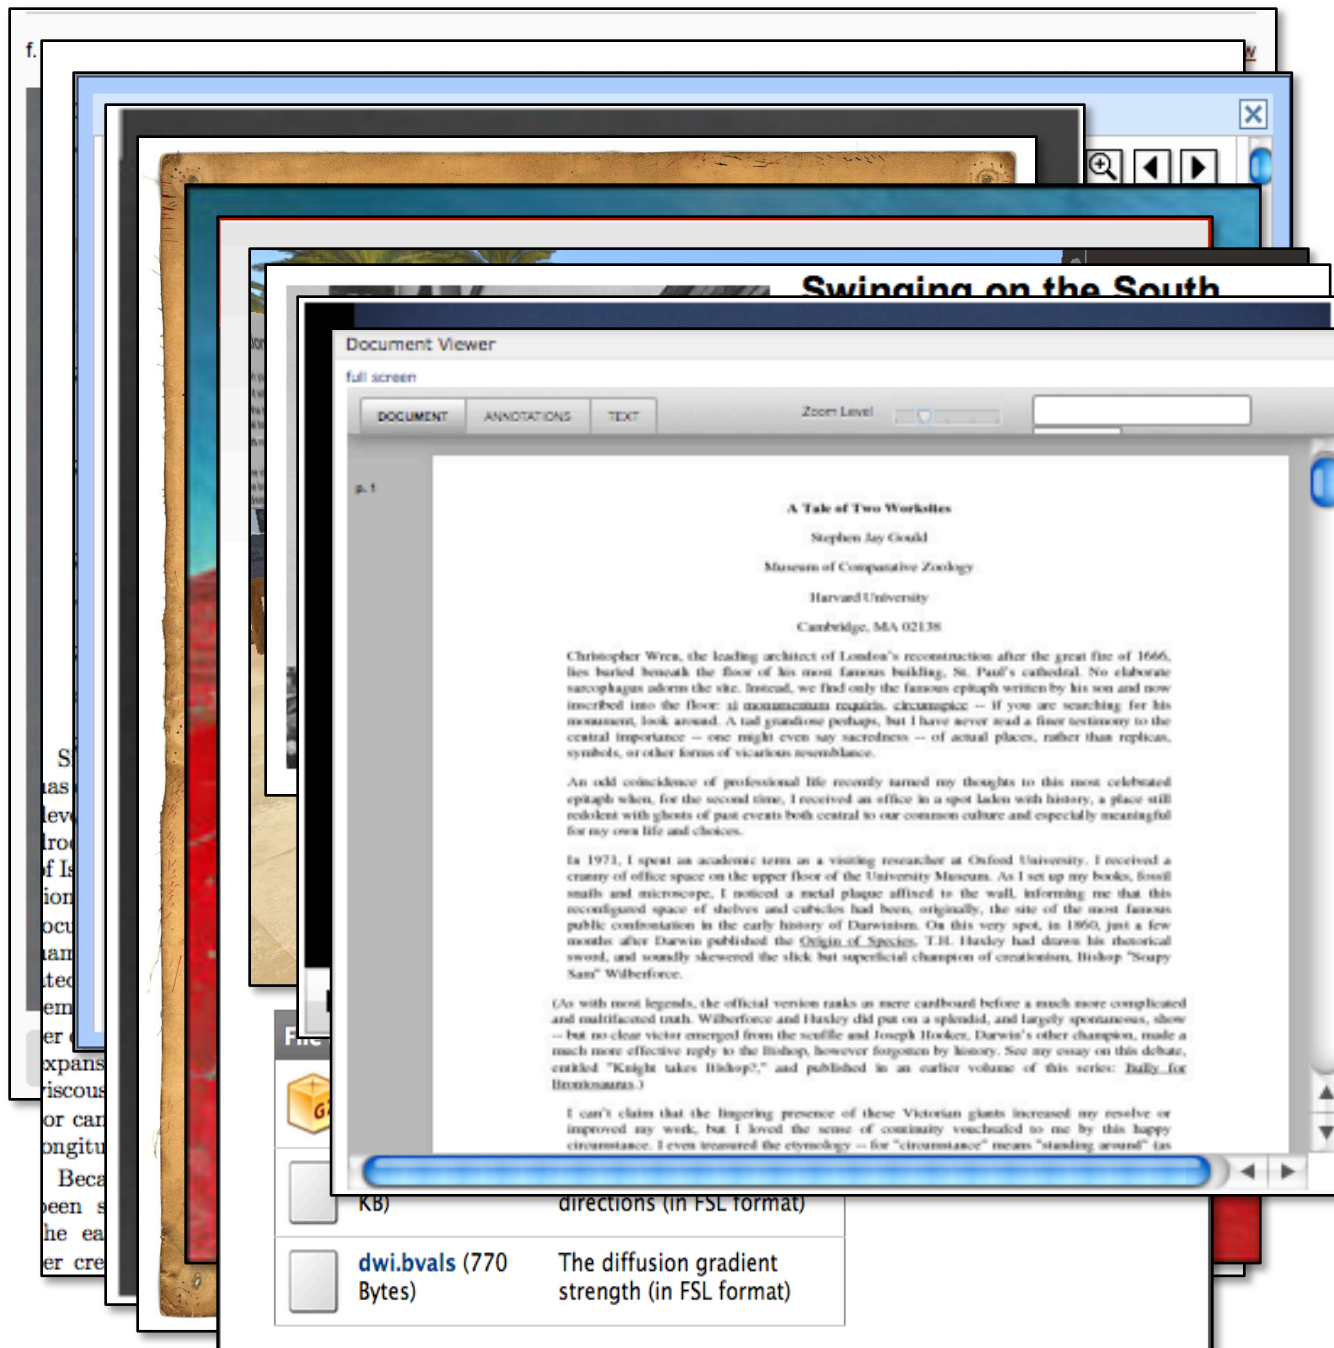 f.
w
Swinging on the South
Document Viewer
full screen
DOCUMENT ANNOTATIONS TEXT Zoom Level
p. 1
A Tale of Two Worksites
Stephen Jay Gould
Museum of Comparative Zoology
Harvard University
Cambridge, MA 02138
Christopher Wren, the leading architect of London's reconstruction after the great fire of 1666,
lies buried beneath the floor of his most famous building, St. Paul's cathedral. No elaborate
sarcophagus adorns the site. Instead, we find only the famous epitaph written by his son and now
inscribed into the floor: si monumentum requiris, circumspice -- if you are searching for his
monument, look around. A tad grandiose perhaps, but I have never read a finer testimony to the
central importance -- one might even say sacredness -- of actual places, rather than replicas,
symbols, or other forms of vicarious resemblance.
An odd coincidence of professional life recently turned my thoughts to this most celebrated
epitaph when, for the second time, I received an office in a spot laden with history, a place still
redolent with ghosts of past events both central to our common culture and especially meaningful
for my own life and choices.
In 1971, I spent an academic term as a visiting researcher at Oxford University. I received a
cranny of office space on the upper floor of the University Museum. As I set up my books, fossil
snails and microscope, I noticed a metal plaque affixed to the wall, informing me that this
reconfigured space of shelves and cubicles had been, originally, the site of the most famous
public confrontation in the early history of Darwinism. On this very spot, in 1860, just a few
months after Darwin published the Origin of Species, T.H. Huxley had drawn his rhetorical
sword, and soundly skewered the slick but superficial champion of creationism, Bishop "Soapy
Sam" Wilberforce.
(As with most legends, the official version ranks as mere cardboard before a much more complicated
and multifaceted truth. Wilberforce and Huxley did put on a splendid, and largely spontaneous, show
-- but no clear victor emerged from the scuffle and Joseph Hooker, Darwin's other champion, made a
much more effective reply to the Bishop, however forgotten by history. See my essay on this debate,
entitled "Knight takes Bishop?," and published in an earlier volume of this series: Bully for
Brontosaurus.)
I can't claim that the lingering presence of these Victorian giants increased my resolve or
improved my work, but I loved the sense of continuity vouchsafed to me by this happy
circumstance. I even treasured the etymology -- for "circumstance" means "standing around" (as
has
of Is
er
expans
viscous
or can
ongitu
Beca
been s
he ea
er cre
File
GZ
KB) directions (in FSL format)
dwi.bvals (770 The diffusion gradient
Bytes) strength (in FSL format)